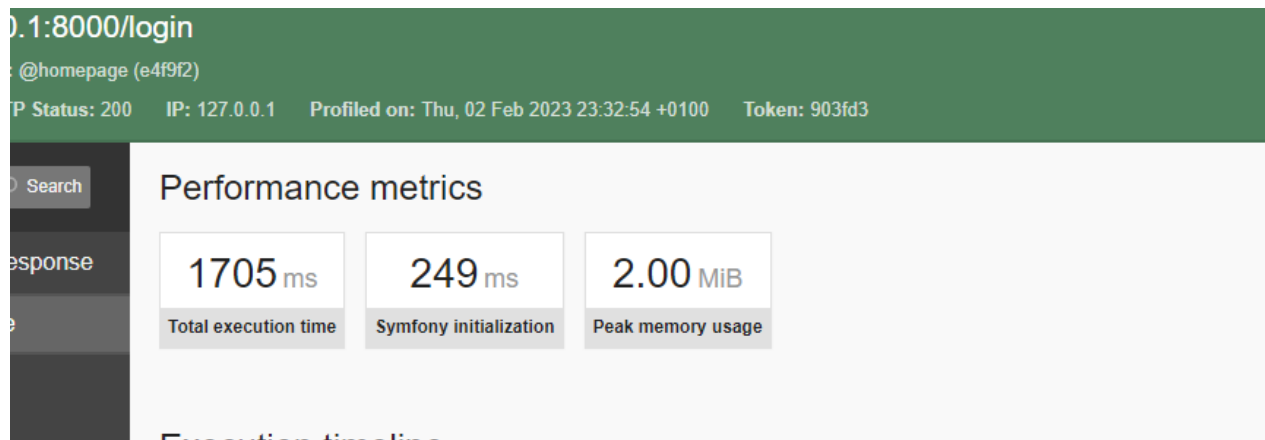 0.1:8000/login
: @homepage (e4f9f2)
TP Status: 200 IP: 127.0.0.1 Profiled on: Thu, 02 Feb 2023 23:32:54 +0100 Token: 903fd3
Search
Performance metrics
esponse
1705 ms 249 ms 2.00 MiB
e
Total execution time Symfony initialization Peak memory usage
Execution timeline